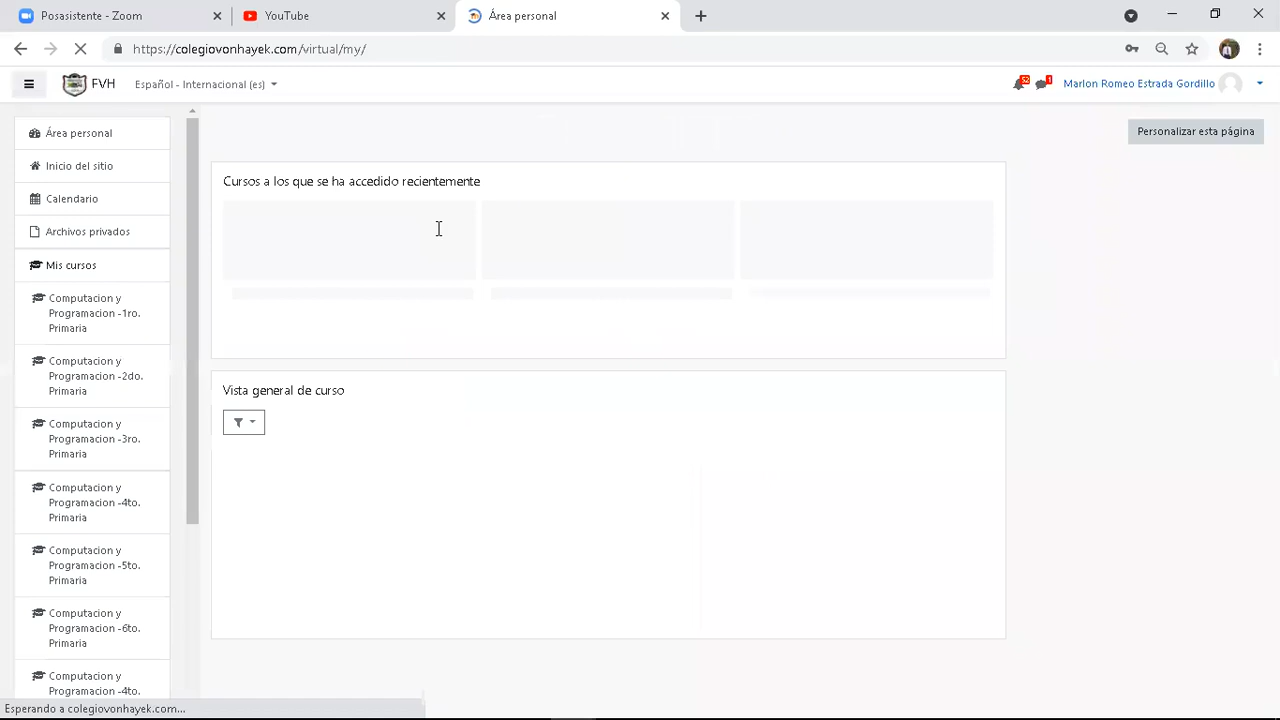 Posasistente - Zoom
YouTube
Área personal
https://colegiovonhayek.com/virtual/my/
FVH
Español - Internacional (es)
52
1
Marlon Romeo Estrada Gordillo
Personalizar esta página
Área personal
Inicio del sitio
Calendario
Archivos privados
Mis cursos
Computacion y
Programacion -1ro.
Primaria
Computacion y
Programacion -2do.
Primaria
Computacion y
Programacion -3ro.
Primaria
Computacion y
Programacion -4to.
Primaria
Computacion y
Programacion -5to.
Primaria
Computacion y
Programacion -6to.
Primaria
Computacion y
Programacion -4to.
Cursos a los que se ha accedido recientemente
Vista general de curso
Esperando a colegiovonhayek.com...